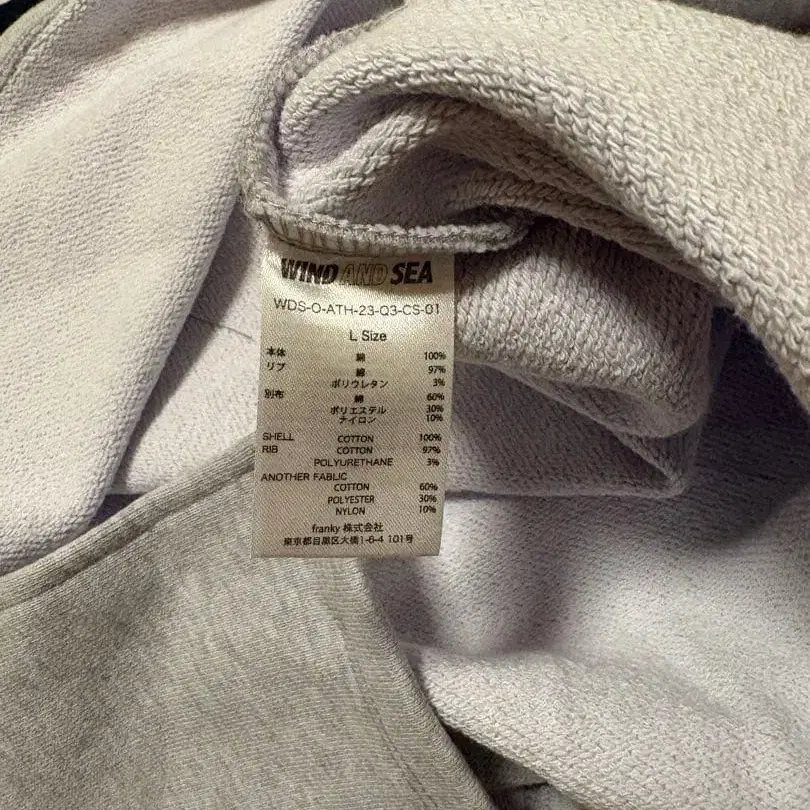 WIND AND SEA
WDS-O-ATH-23-Q3-CS-01
L Size
本体 綿 100%
リブ 綿 97%
ポリウレタン 3%
別布 綿 60%
ポリエステル 30%
ナイロン 10%
SHELL COTTON 100%
RIB COTTON 97%
POLYURETHANE 3%
ANOTHER FABLIC
COTTON 60%
POLYESTER 30%
NYLON 10%
franky 株式会社
東京都目黒区大橋1-6-4 101号